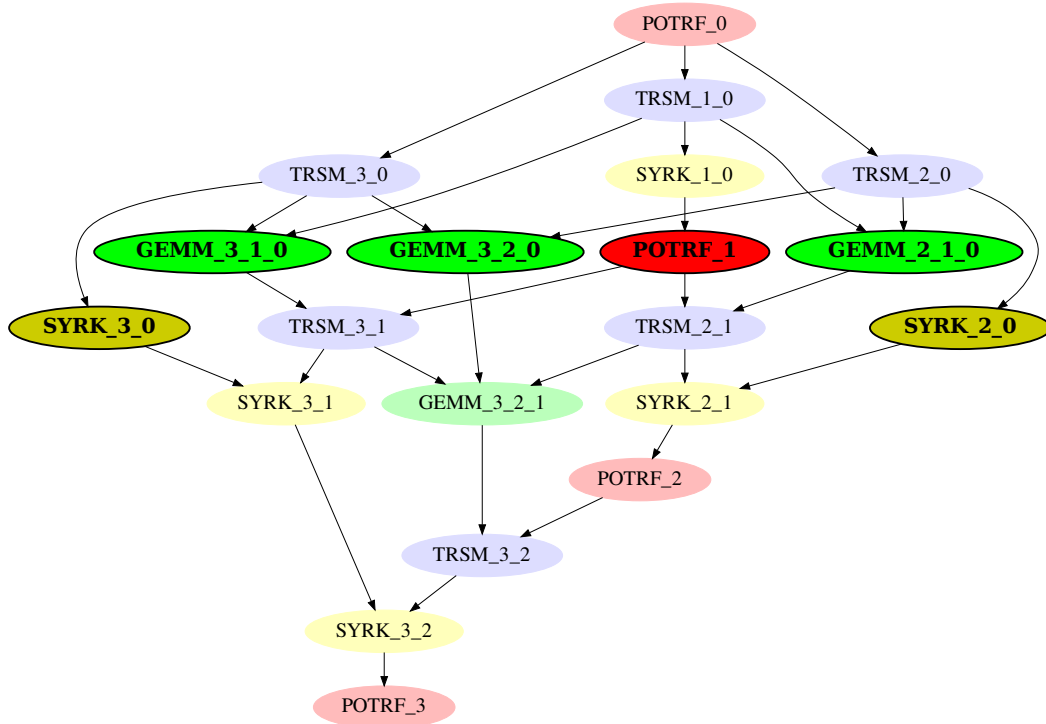 POTRF_0
TRSM_1_0
TRSM_3_0
SYRK_1_0
TRSM_2_0
GEMM_3_1_0
GEMM_3_2_0
POTRF_1
GEMM_2_1_0
SYRK_3_0
TRSM_3_1
TRSM_2_1
SYRK_2_0
SYRK_3_1
GEMM_3_2_1
SYRK_2_1
POTRF_2
TRSM_3_2
SYRK_3_2
POTRF_3